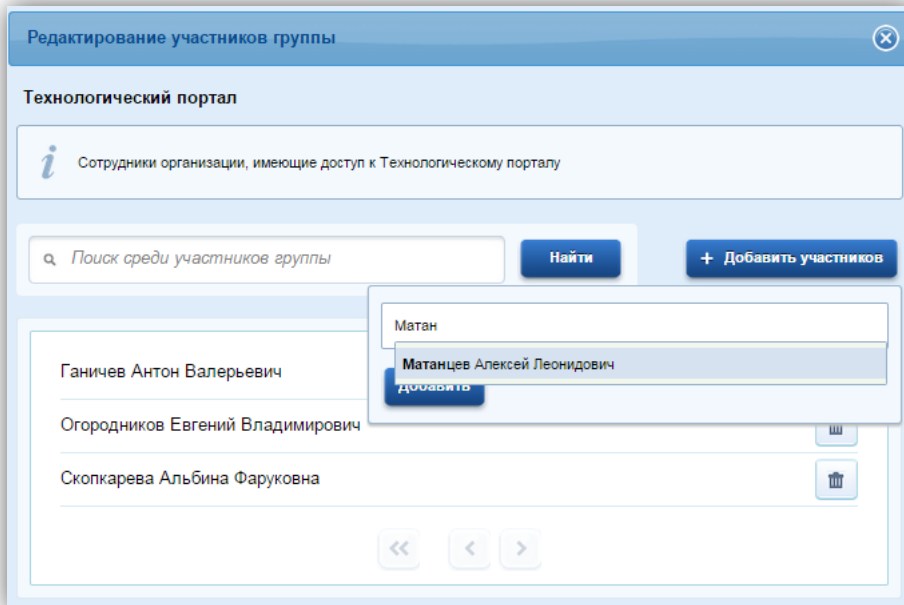 Редактирование участников группы
Технологический портал
Сотрудники организации, имеющие доступ к Технологическому порталу
Поиск среди участников группы
Найти
+ Добавить участников
Матан
Матанцев Алексей Леонидович
Добавить
Ганичев Антон Валерьевич
Огородников Евгений Владимирович
Скопкарева Альбина Фаруковна